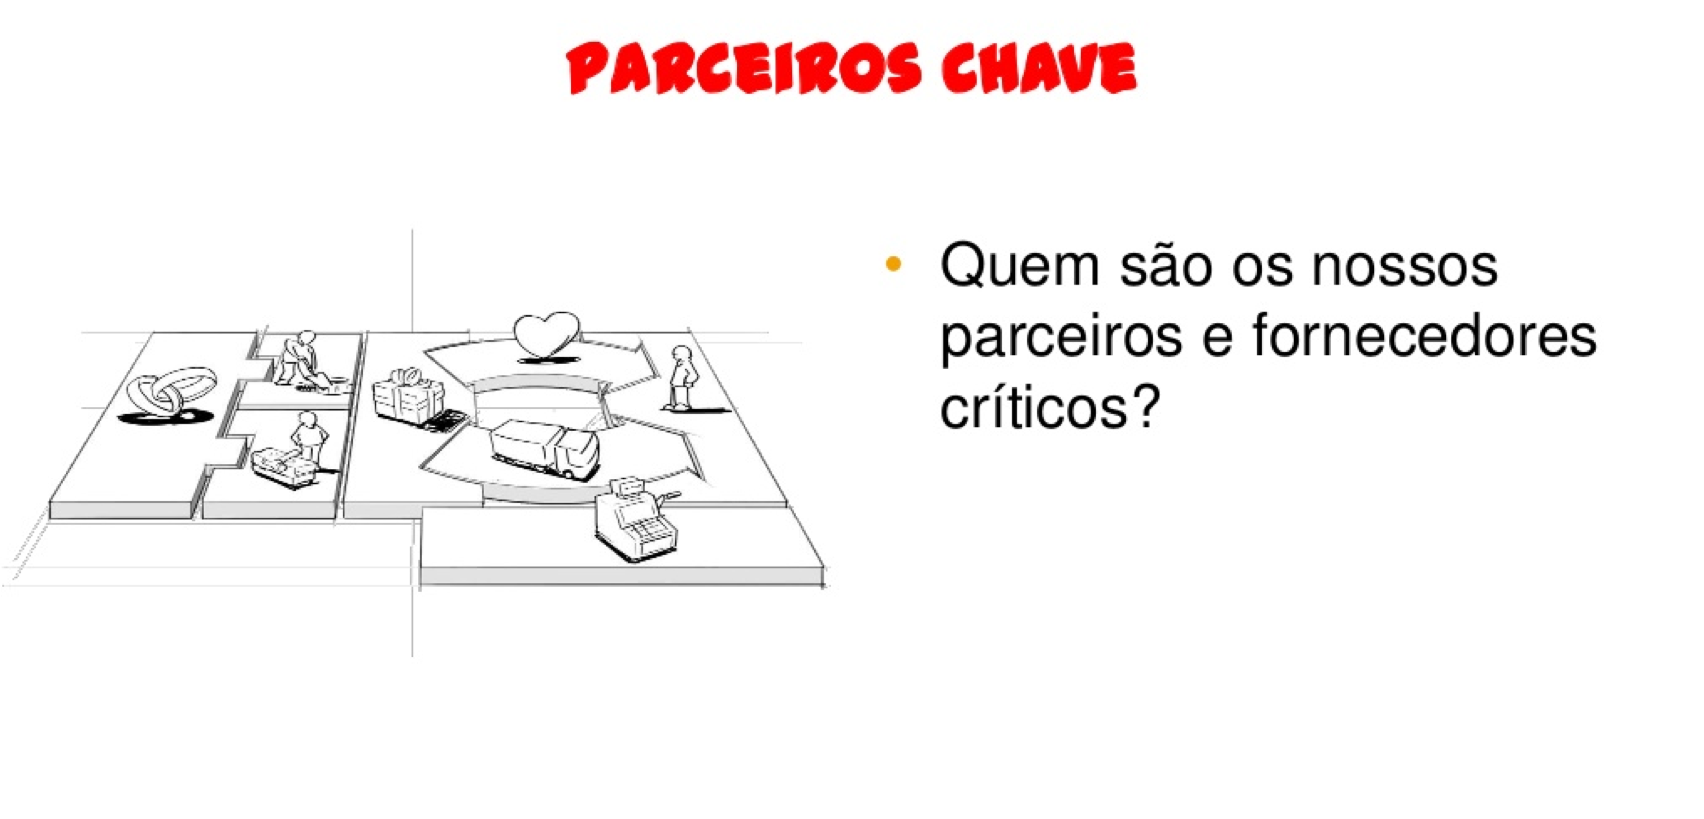 PARCEIROS CHAVE
• Quem são os nossos
parceiros e fornecedores
críticos?